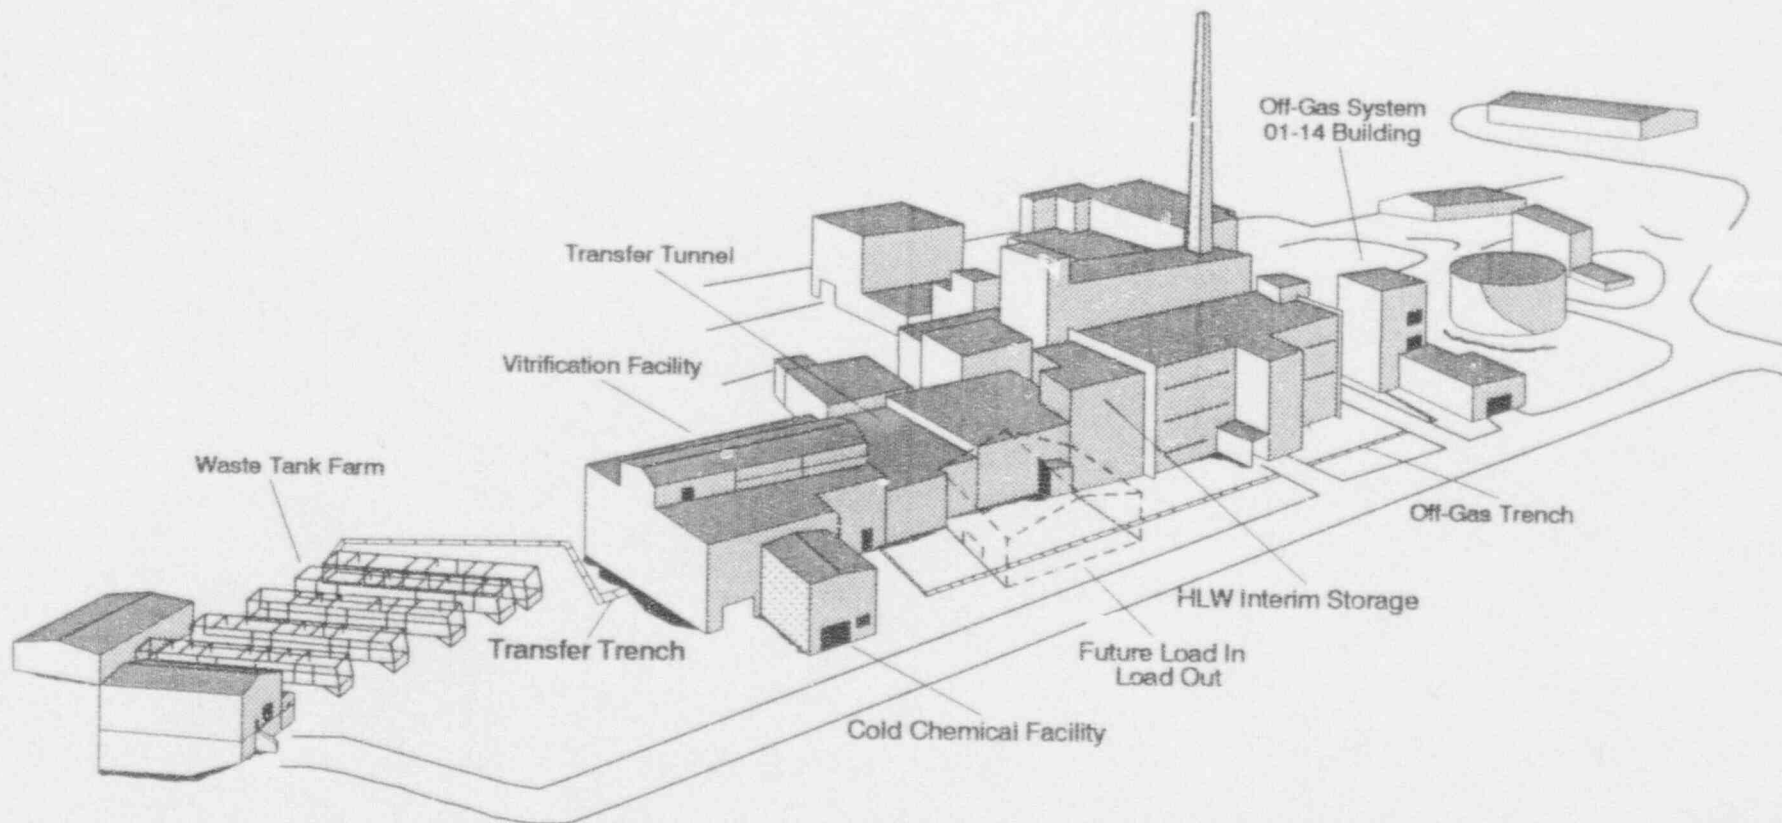 Off-Gas System
01-14 Building
Transfer Tunnel
Vitrification Facility
Waste Tank Farm
Off-Gas Trench
HLW Interim Storage
Transfer Trench
Future Load In
Load Out
Cold Chemical Facility